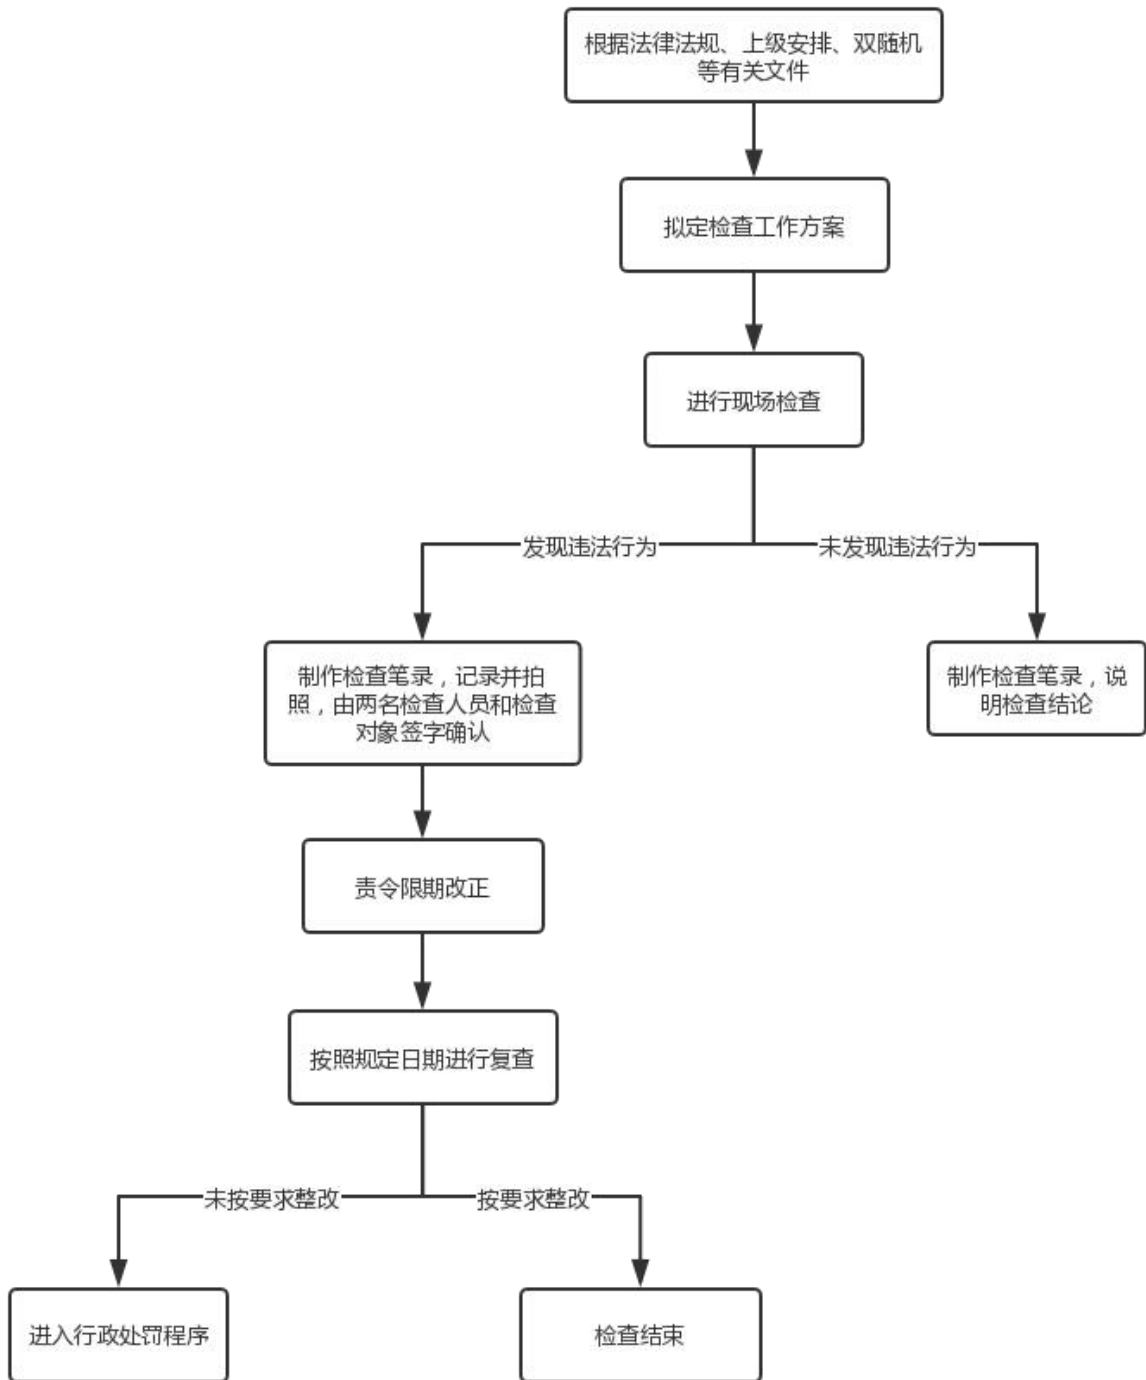 根据法律法规、上级安排、双随机
等有关文件
拟定检查工作方案
进行现场检查
发现违法行为
未发现违法行为
制作检查笔录，记录并拍
照，由两名检查人员和检查
对象签字确认
制作检查笔录，说
明检查结论
责令限期改正
按照规定日期进行复查
未按要求整改
按要求整改
进入行政处罚程序
检查结束